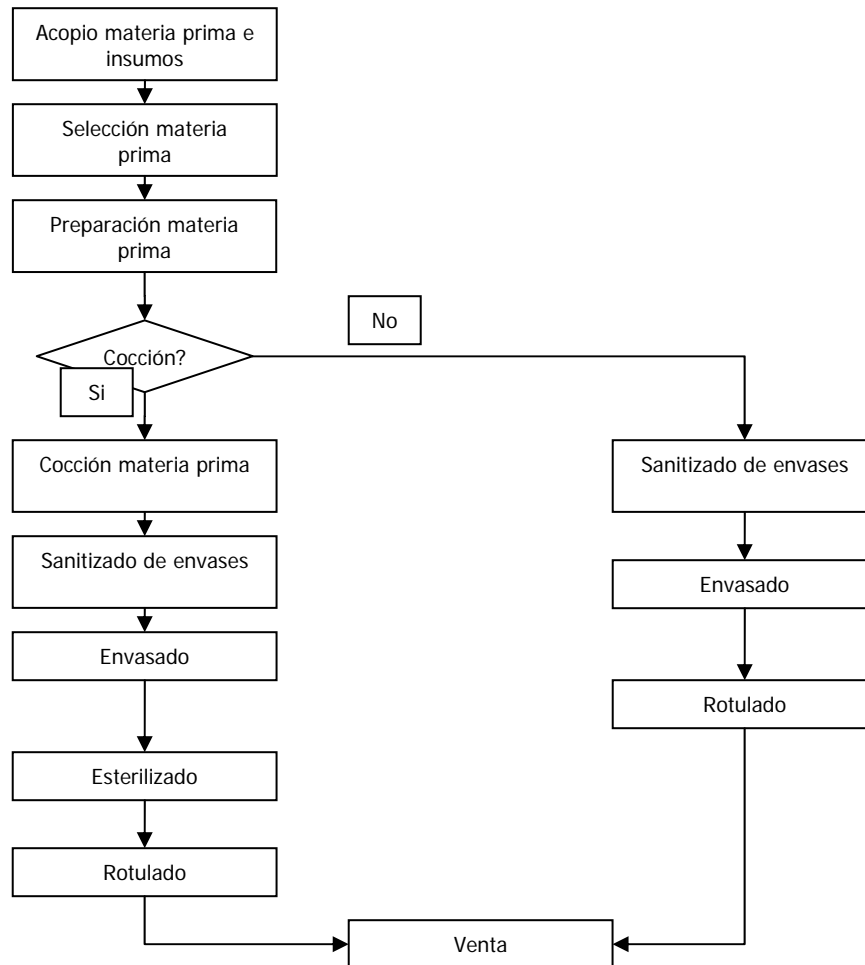 Acopio materia prima e
insumos
Selección materia
prima
Preparación materia
prima
No
Cocción?
Si
Cocción materia prima
Sanitizado de envases
Sanitizado de envases
Envasado
Envasado
Rotulado
Esterilizado
Rotulado
Venta